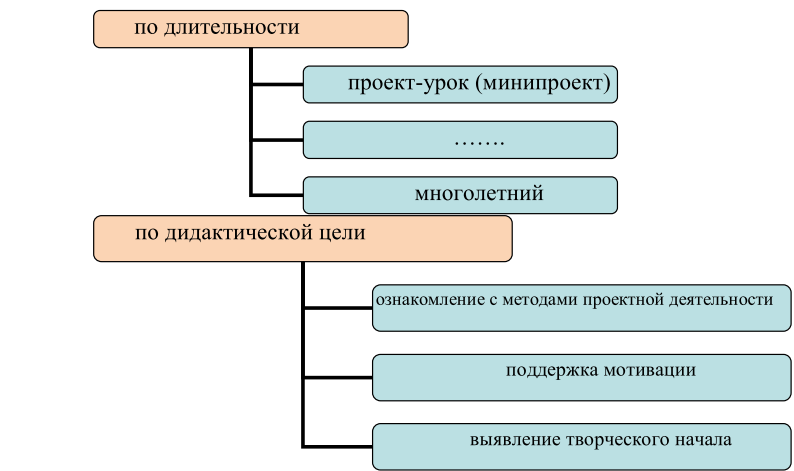 по длительности
проект-урок (минипроект)
…….
многолетний
по дидактической цели
ознакомление с методами проектной деятельности
поддержка мотивации
выявление творческого начала